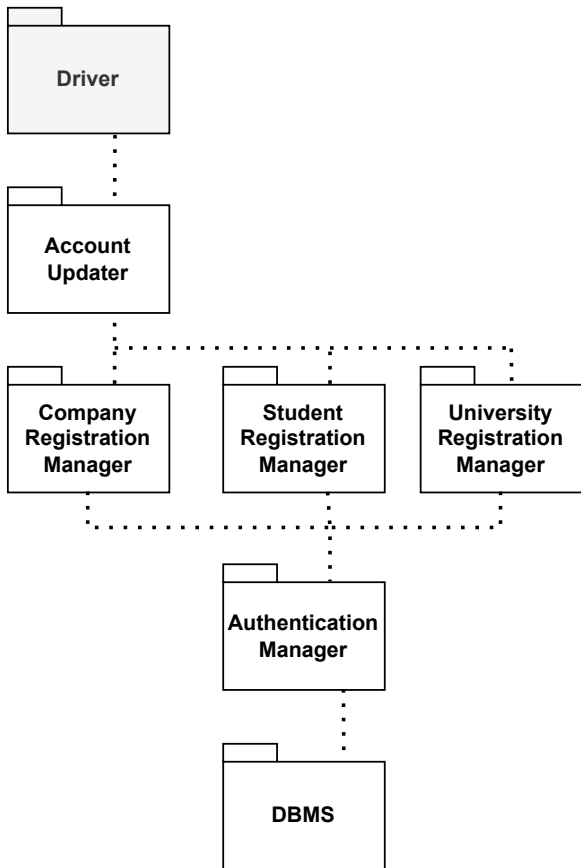 Driver
Account
Updater
Company
Registration
Manager
Student
Registration
Manager
University
Registration
Manager
Authentication
Manager
DBMS